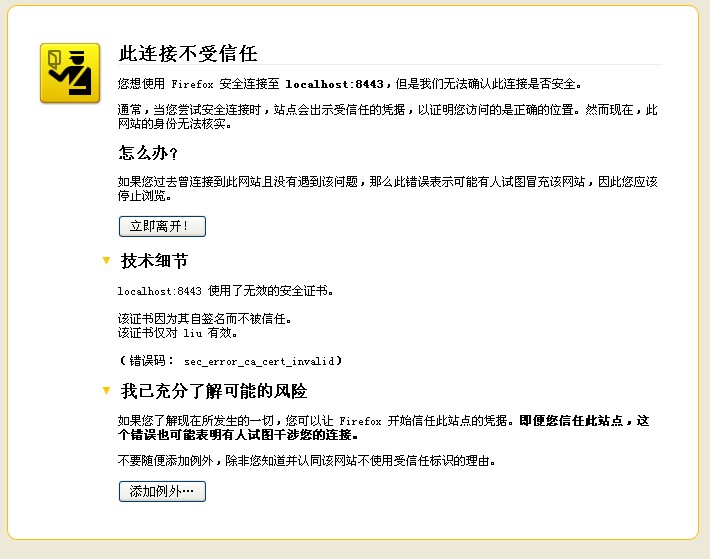 此连接不受信任
您想使用 Firefox 安全连接至 localhost:8443，但是我们无法确认此连接是否安全。
通常，当您尝试安全连接时，站点会出示受信任的凭据，以证明您访问的是正确的位置。然而现在，此
网站的身份无法核实。
怎么办?
如果您过去曾连接到此网站且没有遇到该问题，那么此错误表示可能有人试图冒充该网站，因此您应该
停止浏览。
立即离开!
技术细节
localhost:8443 使用了无效的安全证书。
该证书因为其自签名而不被信任。
该证书仅对 liu 有效。
(错误码： sec_error_ca_cert_invalid)
我已充分了解可能的风险
如果您了解现在所发生的一切，您可以让 Firefox 开始信任此站点的凭据。即便您信任此站点，这
个错误也可能表明有人试图干涉您的连接。
不要随便添加例外，除非您知道并认同该网站不使用受信任标识的理由。
添加例外…